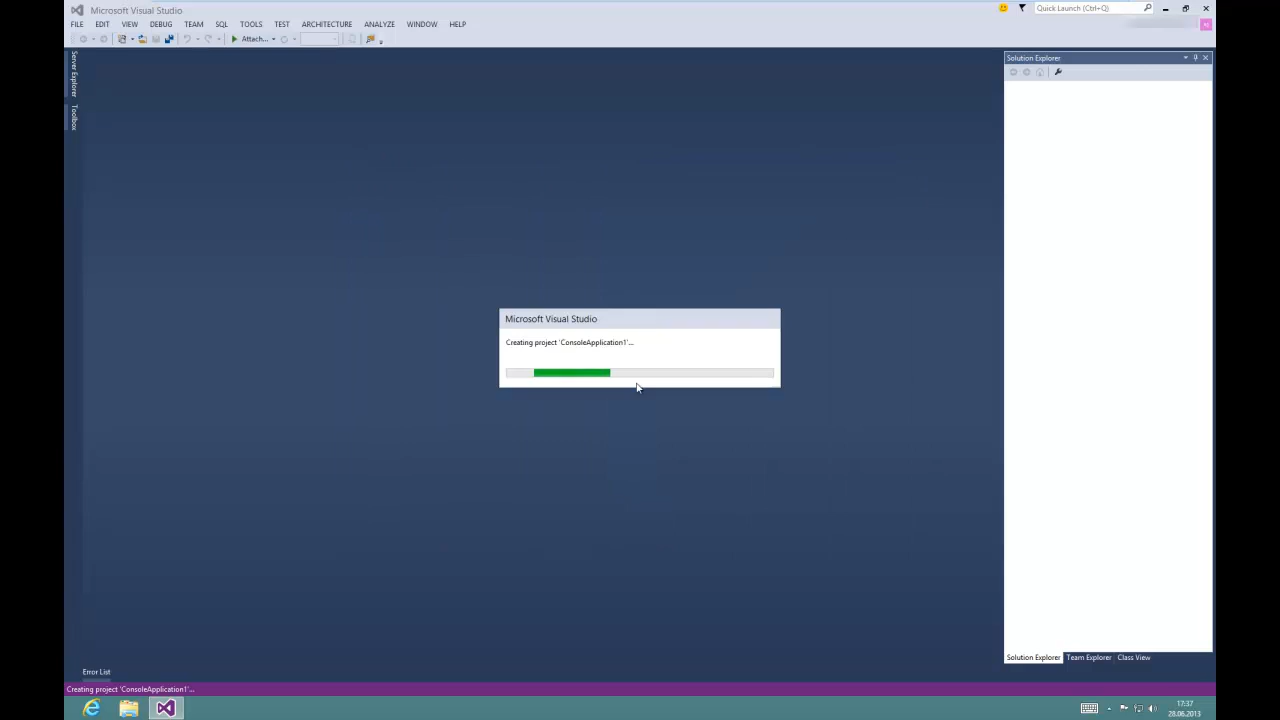 Microsoft Visual Studio
Quick Launch (Ctrl+Q)
FILE EDIT VIEW DEBUG TEAM SQL TOOLS TEST ARCHITECTURE ANALYZE WINDOW HELP
Attach...
Server Explorer
Toolbox
Solution Explorer
Microsoft Visual Studio
Creating project 'ConsoleApplication1'...
Solution Explorer Team Explorer Class View
Error List
Creating project 'ConsoleApplication1'...
17:37
28.06.2013